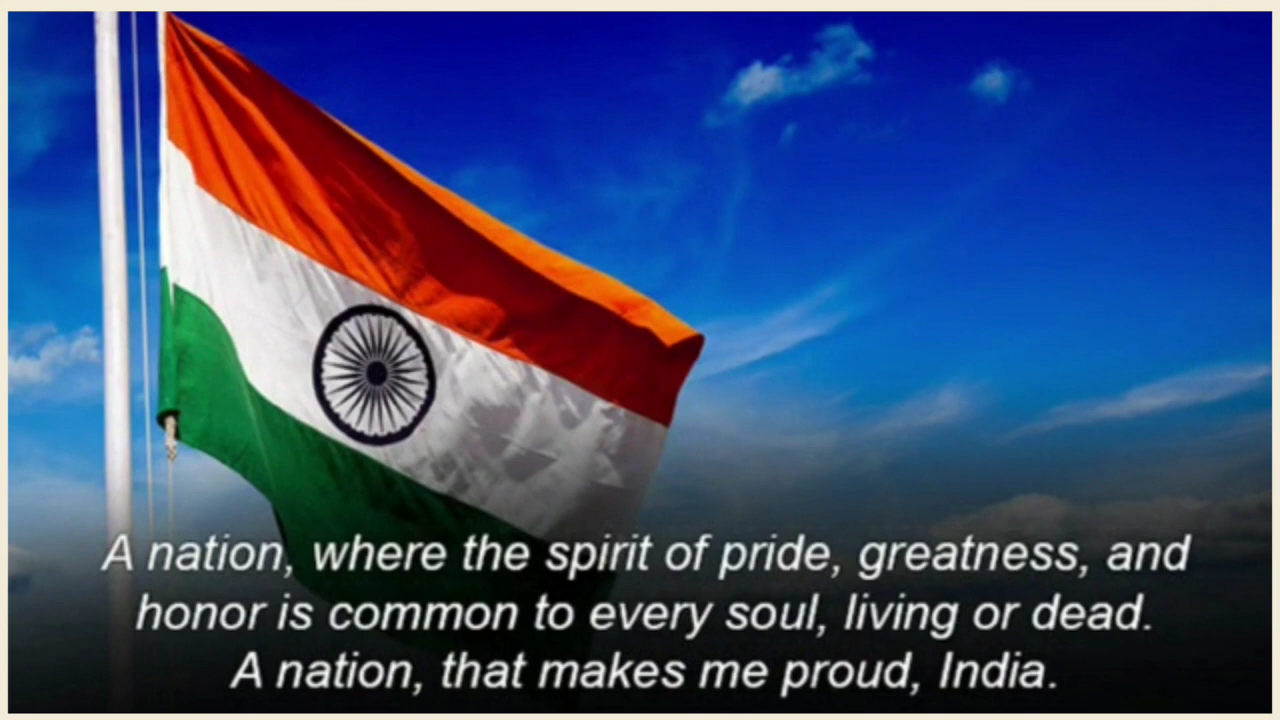 A nation, where the spirit of pride, greatness, and
honor is common to every soul, living or dead.
A nation, that makes me proud, India.